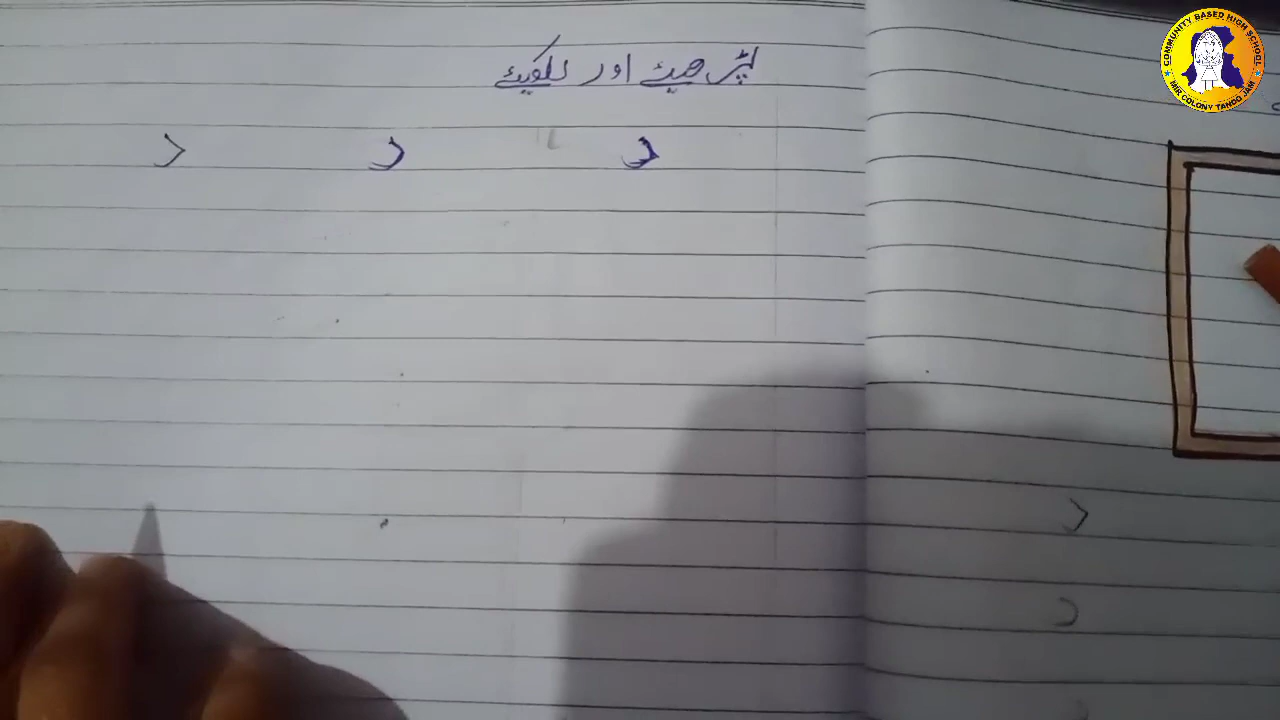 پڑھیئے اور لکھیئے
د د د
د
د
COMMUNITY BASED HIGH SCHOOL
MIR COLONY TANDO JAM